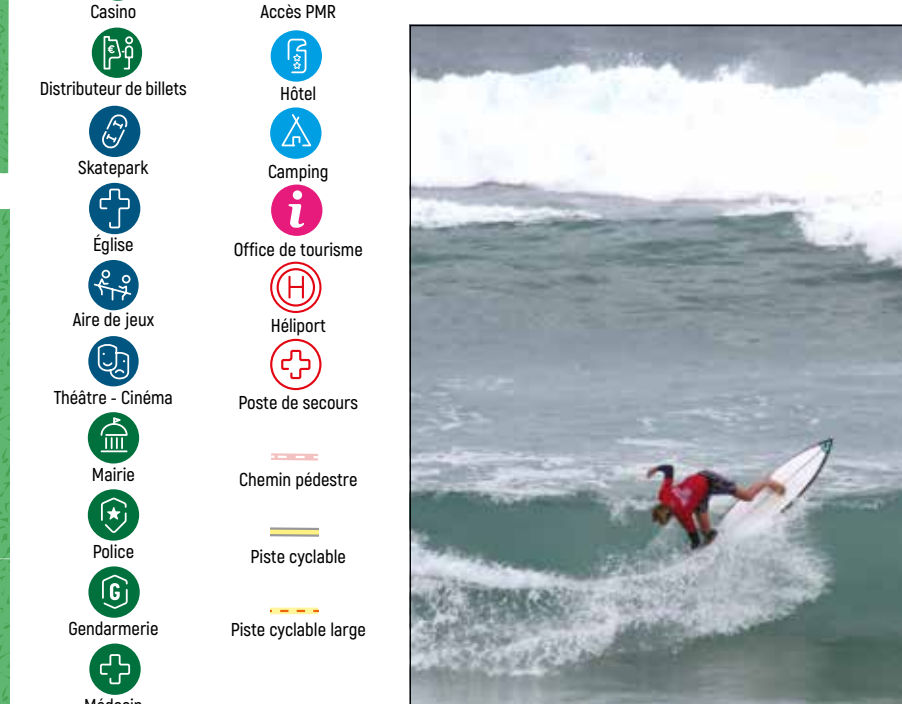 Casino
Distributeur de billets
Skatepark
Église
Aire de jeux
Théâtre - Cinéma
Mairie
Police
G
Gendarmerie
Accès PMR
Hôtel
Camping
i
Office de tourisme
H
Héliport
Poste de secours
Chemin pédestre
Piste cyclable
Piste cyclable large